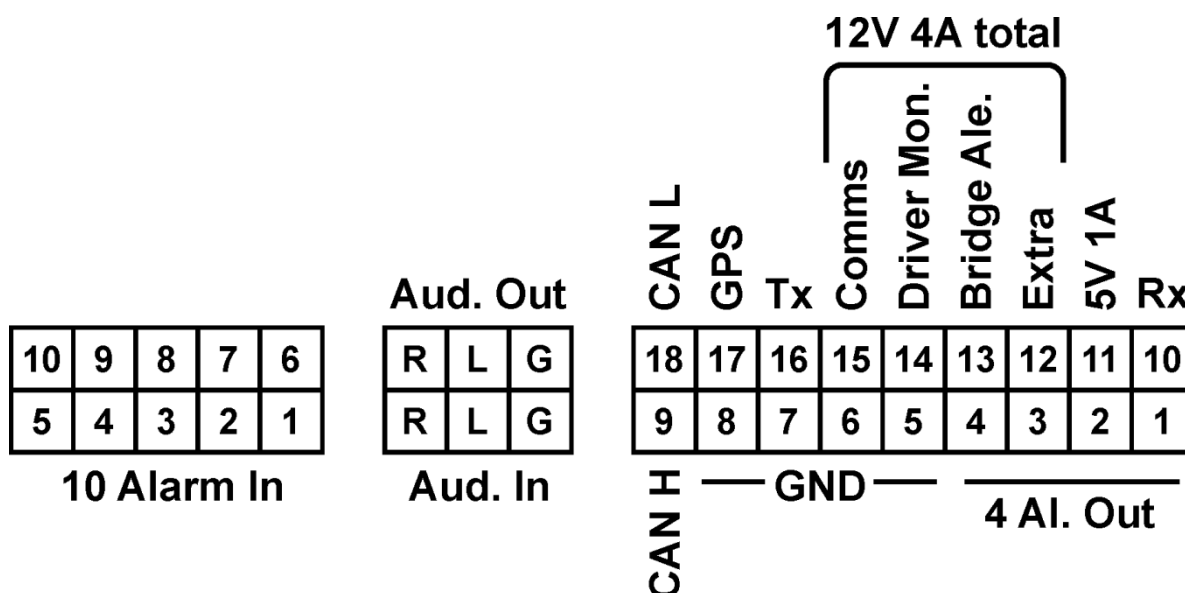 12V 4A total
CAN L
GPS
Tx
Comms
Driver Mon.
Bridge Ale.
Extra
5V 1A
Rx
Aud. Out
10 9 8 7 6
5 4 3 2 1
10 Alarm In
R L G
R L G
Aud. In
18 17 16 15 14 13 12 11 10
9 8 7 6 5 4 3 2 1
CAN H
GND
4 Al. Out